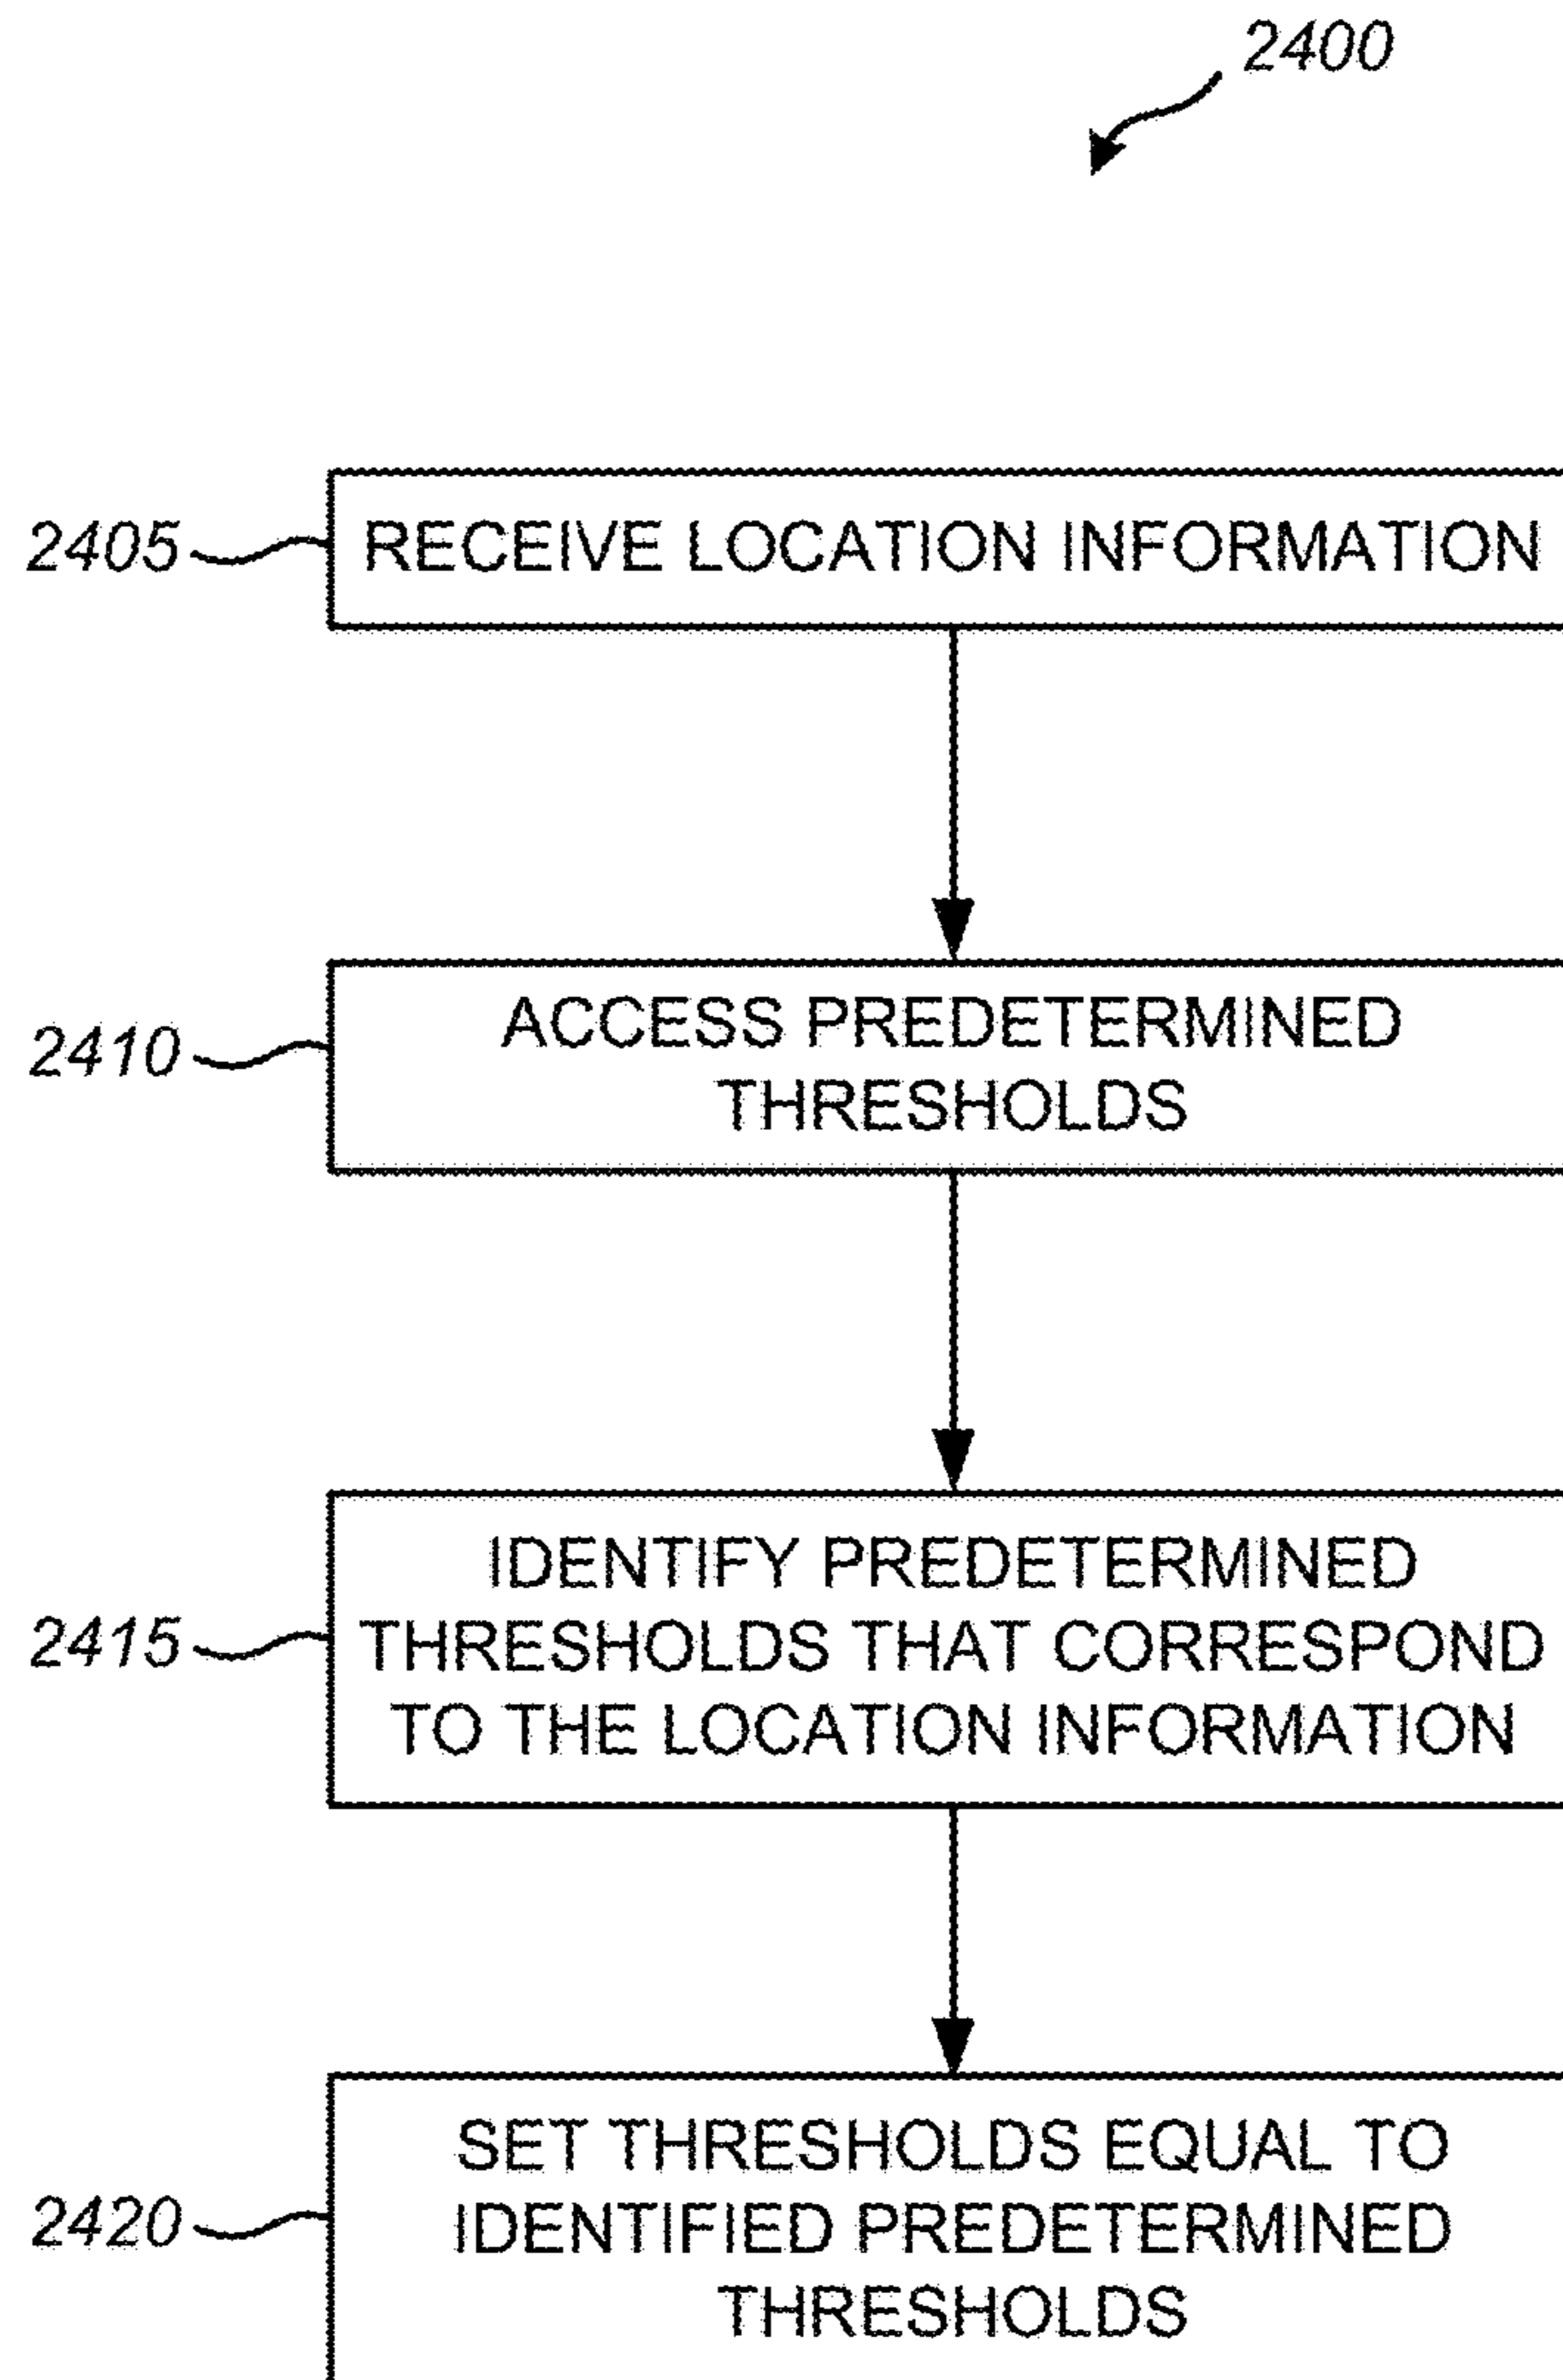 2400
2405
RECEIVE LOCATION INFORMATION
2410
ACCESS PREDETERMINED
THRESHOLDS
2415
IDENTIFY PREDETERMINED
THRESHOLDS THAT CORRESPOND
TO THE LOCATION INFORMATION
2420
SET THRESHOLDS EQUAL TO
IDENTIFIED PREDETERMINED
THRESHOLDS